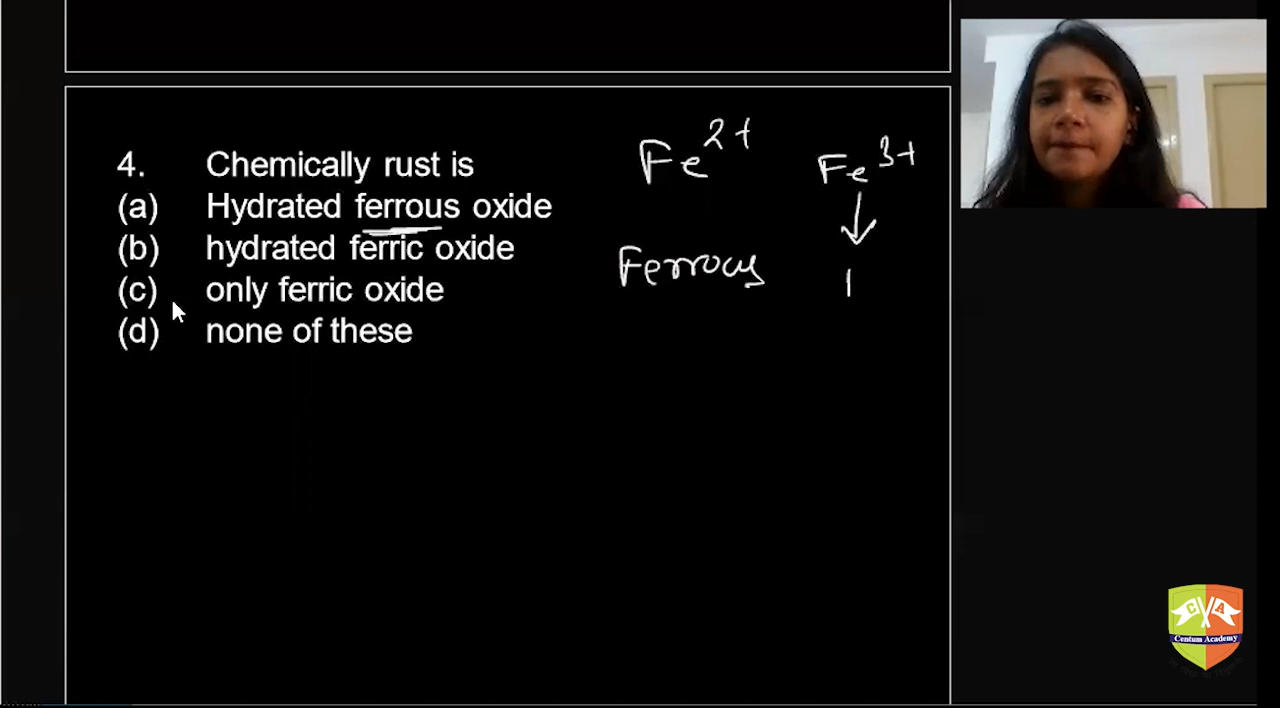 4. Chemically rust is
(a) Hydrated ferrous oxide
(b) hydrated ferric oxide
(c) only ferric oxide
(d) none of these
Fe2+ Fe3+
Ferrous
CA
Centum Academy